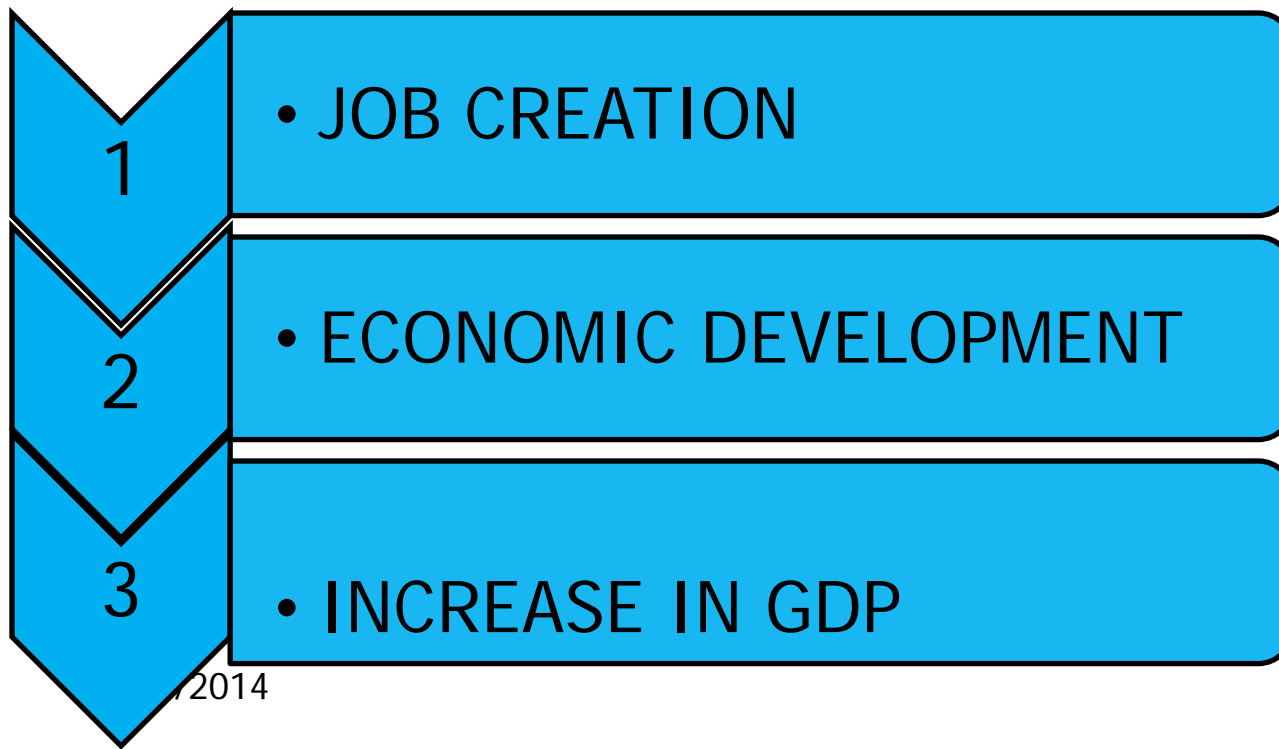 1
• JOB CREATION
2
• ECONOMIC DEVELOPMENT
3
• INCREASE IN GDP
/2014